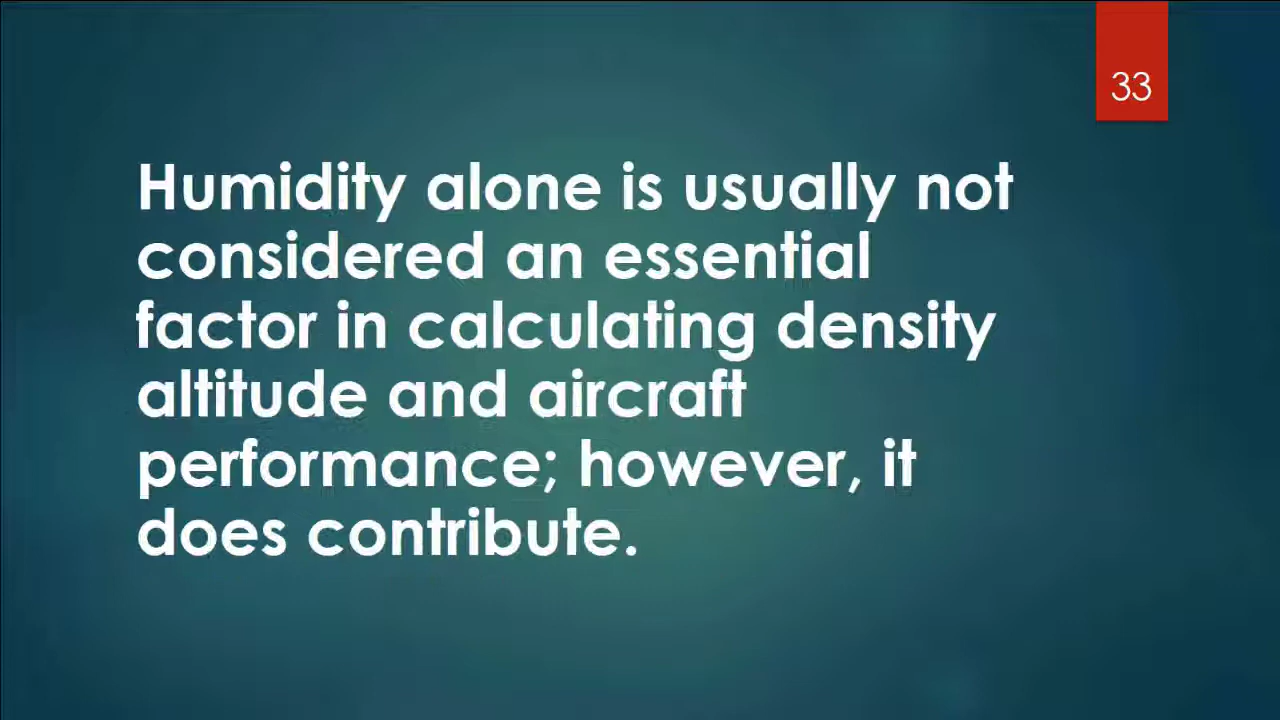 33
Humidity alone is usually not
considered an essential
factor in calculating density
altitude and aircraft
performance; however, it
does contribute.